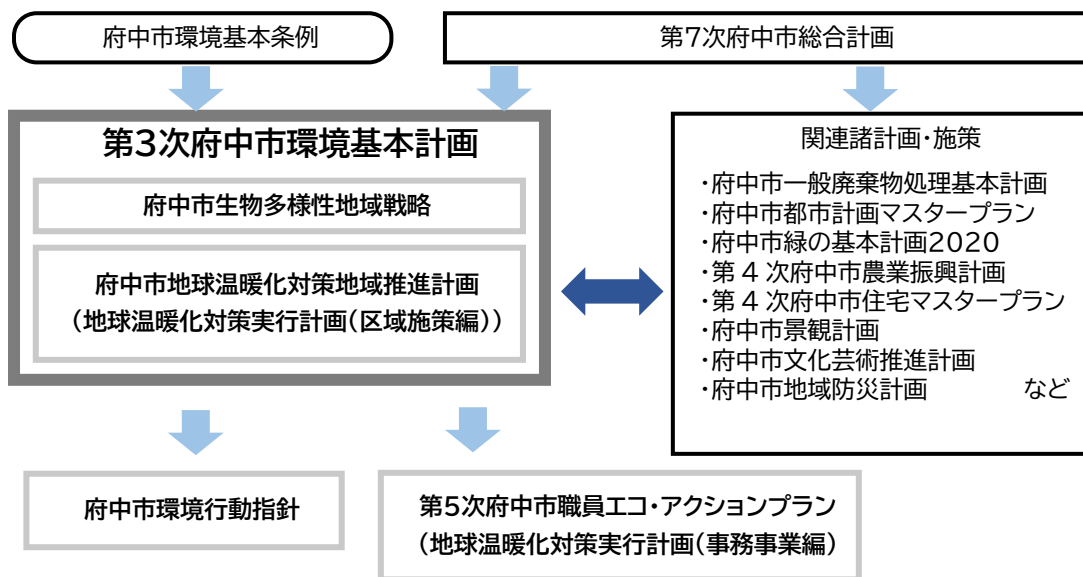 府中市環境基本条例
第7次府中市総合計画
第3次府中市環境基本計画
府中市生物多様性地域戦略
府中市地球温暖化対策地域推進計画
(地球温暖化対策実行計画(区域施策編))
関連諸計画・施策
・府中市一般廃棄物処理基本計画
・府中市都市計画マスタープラン
・府中市緑の基本計画2020
・第4次府中市農業振興計画
・第4次府中市住宅マスタープラン
・府中市景観計画
・府中市文化芸術推進計画
・府中市地域防災計画 など
府中市環境行動指針
第5次府中市職員エコ・アクションプラン
(地球温暖化対策実行計画(事務事業編)